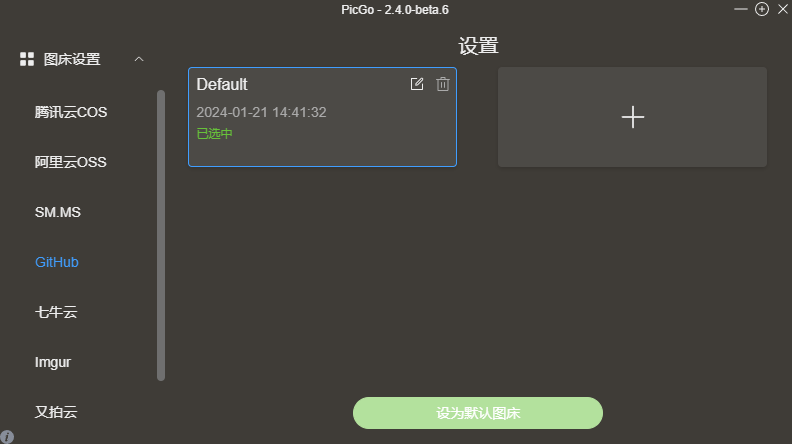 PicGo - 2.4.0-beta.6
图床设置
腾讯云COS
阿里云OSS
SM.MS
GitHub
七牛云
Imgur
又拍云
设置
Default
2024-01-21 14:41:32
已选中
设为默认图床